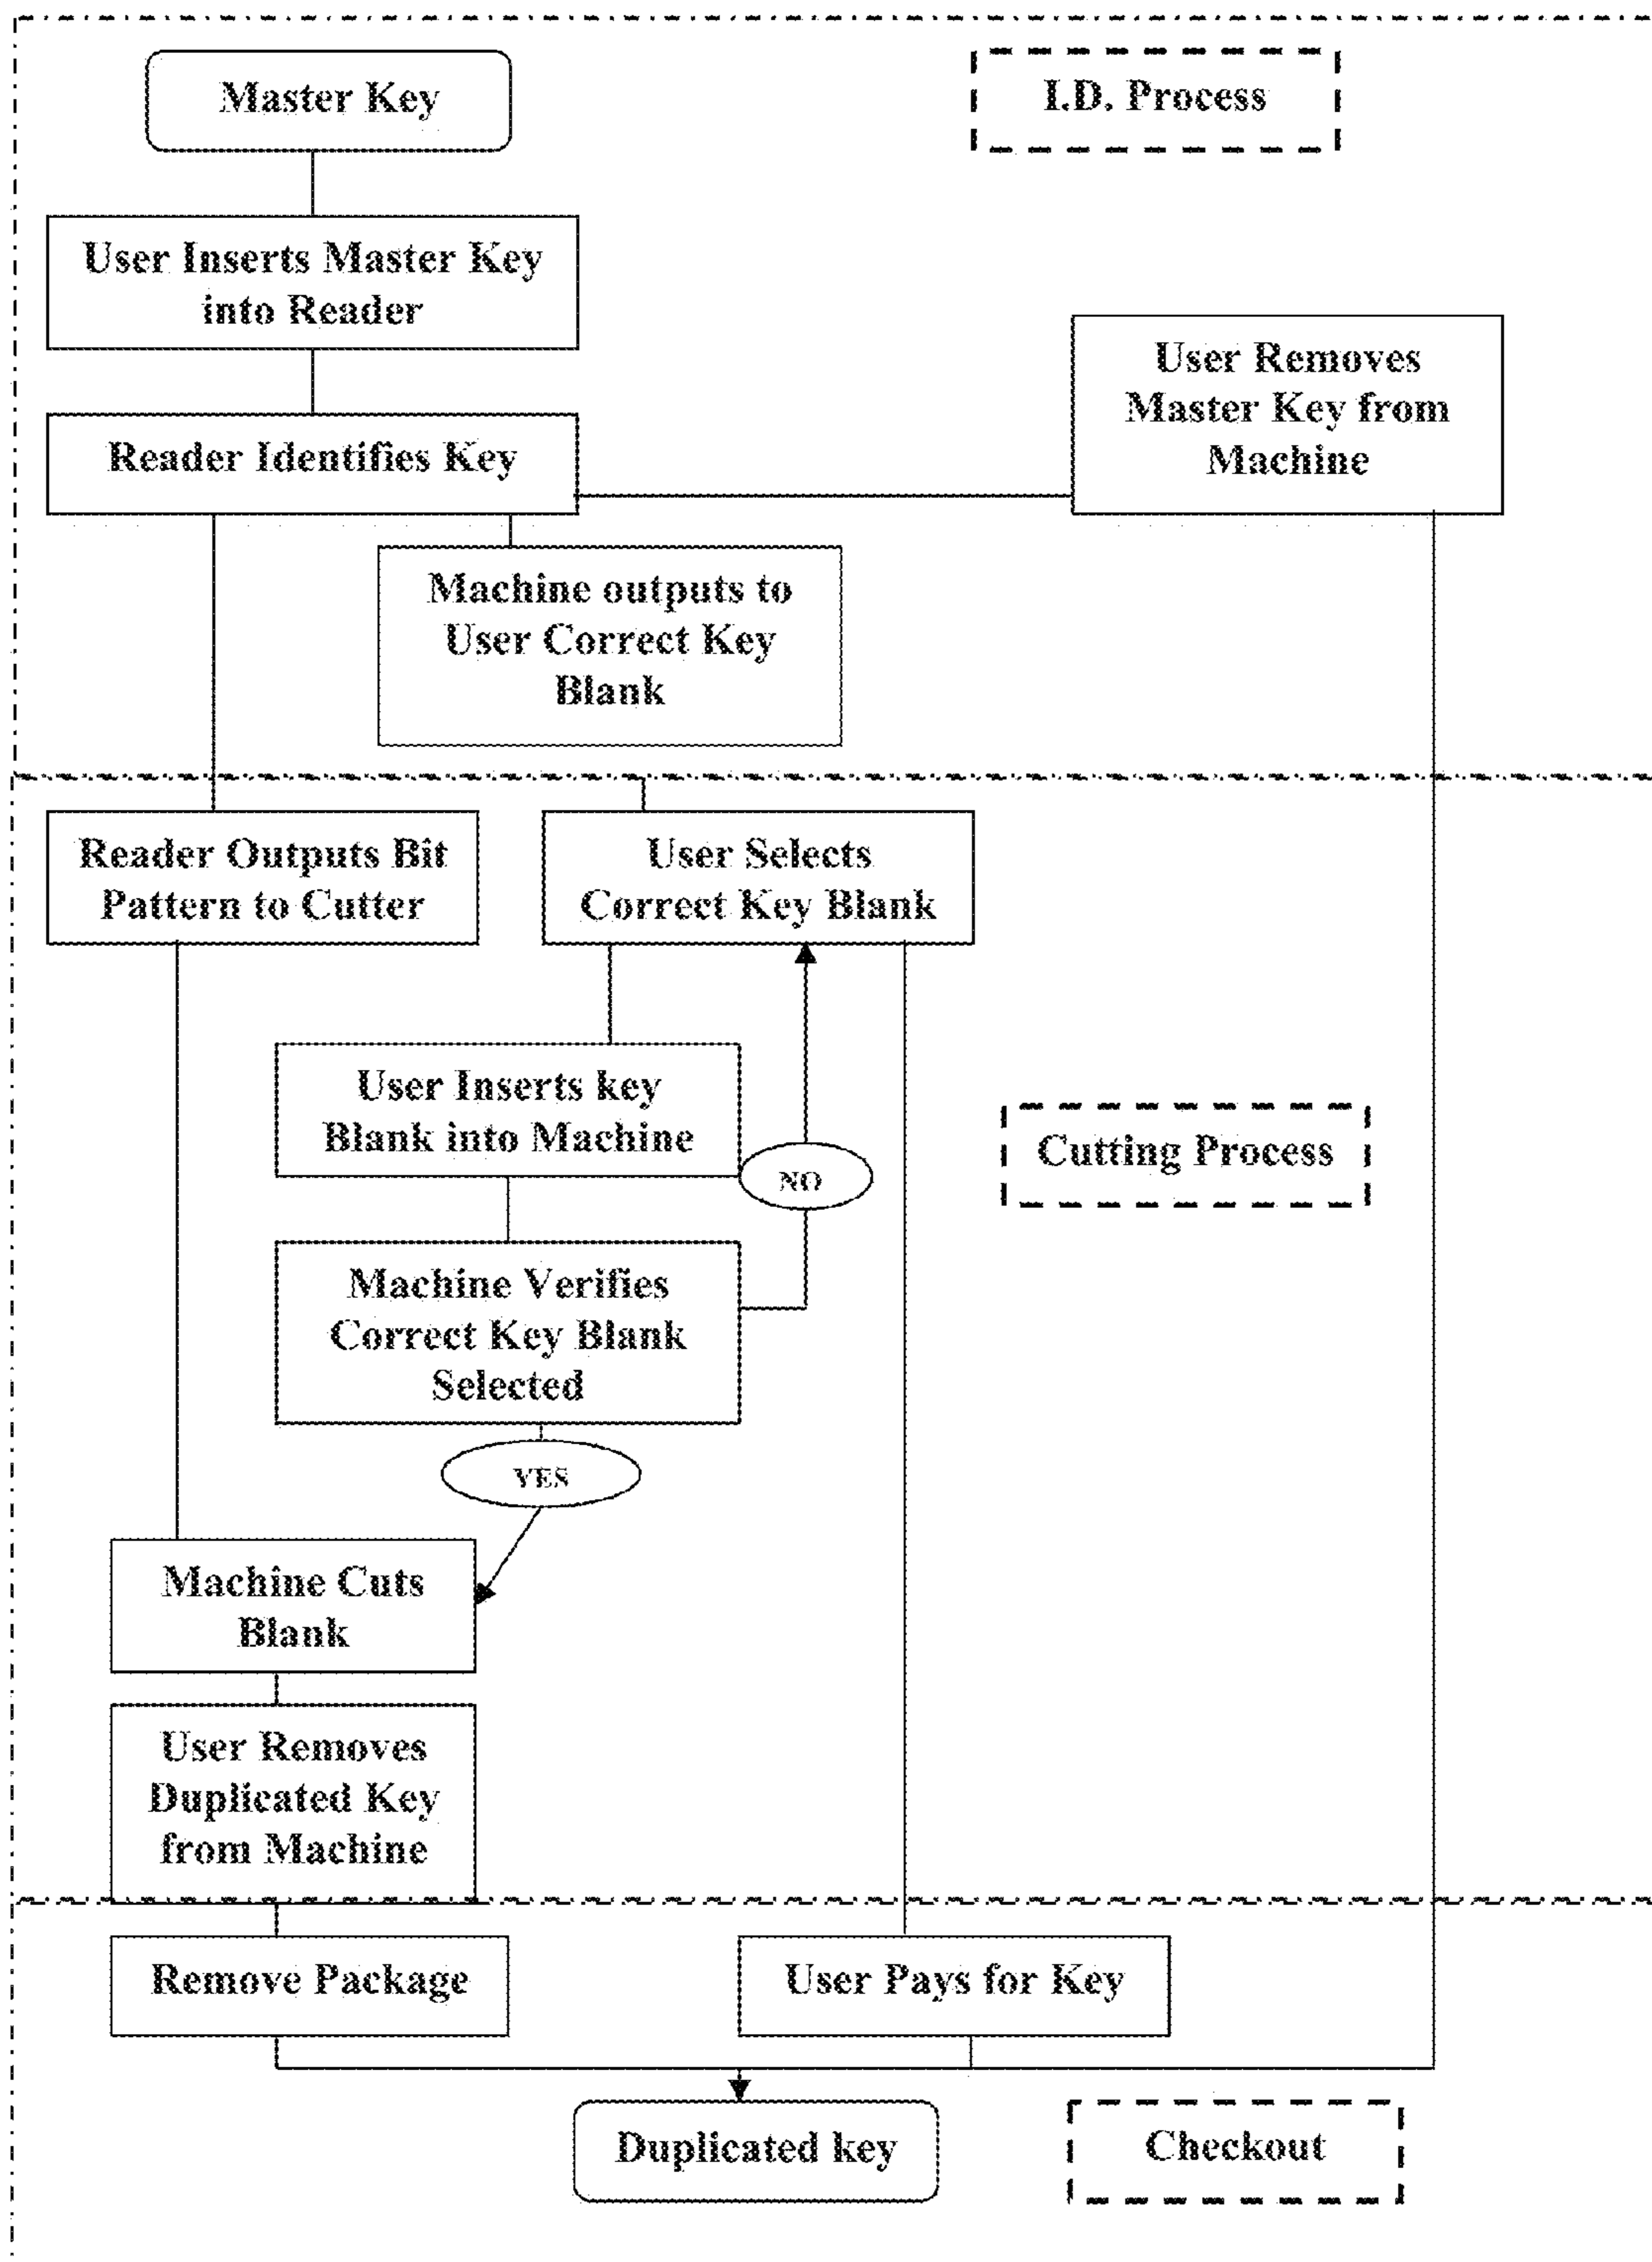 Master Key
I.D. Process
User Inserts Master Key
into Reader
User Removes
Master Key from
Machine
Reader Identifies Key
Machine outputs to
User Correct Key
Blank
Reader Outputs Bit
Pattern to Cutter
User Selects
Correct Key Blank
User Inserts key
Blank into Machine
NO
Cutting Process
Machine Verifies
Correct Key Blank
Selected
YES
Machine Cuts
Blank
User Removes
Duplicated Key
from Machine
Remove Package
User Pays for Key
Duplicated key
Checkout